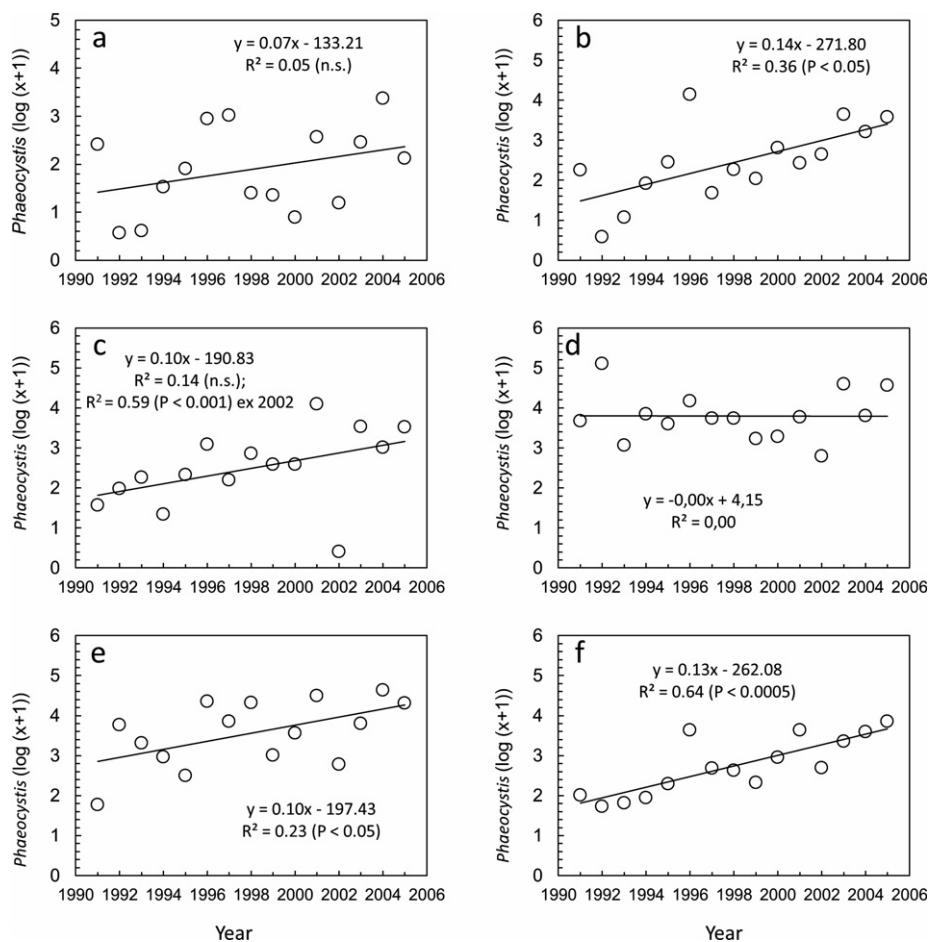 a
y = 0.07x - 133.21
R² = 0.05 (n.s.)
Phaeocystis (log (x+1))
5
4
3
2
1
0
1990 1992 1994 1996 1998 2000 2002 2004 2006
b
y = 0.14x - 271.80
R² = 0.36 (P < 0.05)
Phaeocystis (log (x+1))
6
5
4
3
2
1
0
1990 1992 1994 1996 1998 2000 2002 2004 2006
c
y = 0.10x - 190.83
R² = 0.14 (n.s.);
R² = 0.59 (P < 0.001) ex 2002
Phaeocystis (log (x+1))
6
5
4
3
2
1
0
1990 1992 1994 1996 1998 2000 2002 2004 2006
d
y = -0,00x + 4,15
R² = 0,00
Phaeocystis (log (x+1))
6
5
4
3
2
1
0
1990 1992 1994 1996 1998 2000 2002 2004 2006
e
y = 0.10x - 197.43
R² = 0.23 (P < 0.05)
Phaeocystis (log (x+1))
6
5
4
3
2
1
0
1990 1992 1994 1996 1998 2000 2002 2004 2006
Year
f
y = 0.13x - 262.08
R² = 0.64 (P < 0.0005)
Phaeocystis (log (x+1))
6
5
4
3
2
1
0
1990 1992 1994 1996 1998 2000 2002 2004 2006
Year